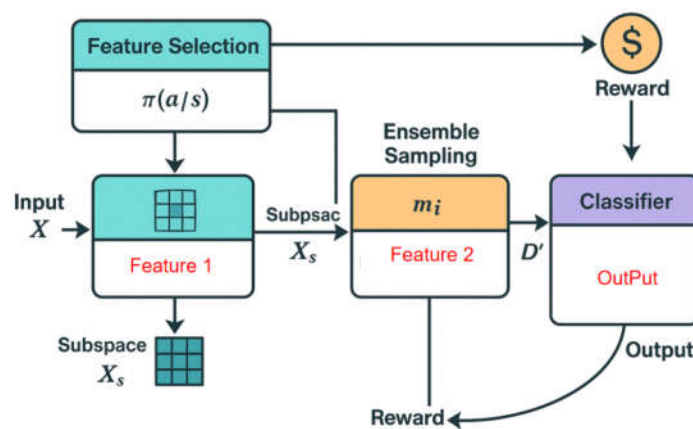 Feature Selection
π(a/s)
$
Reward
Ensemble
Sampling
Input
X
Feature 1
Subpsac
X_s
m_i
Feature 2
D'
Classifier
OutPut
Subspace
X_s
Output
Reward